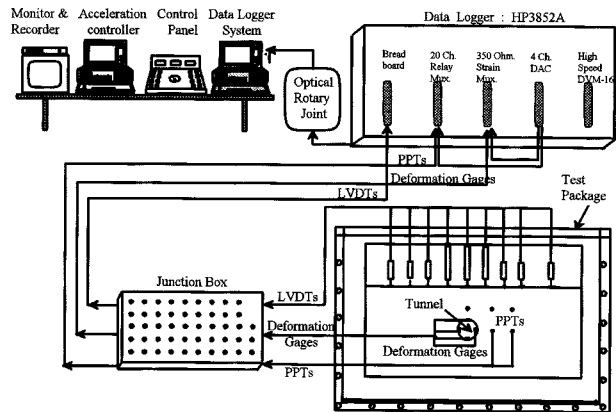 Monitor & Recorder
Acceleration controller
Control Panel
Data Logger System
Optical Rotary Joint
Data Logger : HP3852A
Bread board
20 Ch. Relay Mux.
350 Ohm. Strain Mux.
4 Ch. DAC
High Speed DVM-16
PPTs
Deformation Gages
LVDTs
Test Package
Junction Box
LVDTs
Deformation Gages
PPTs
Tunnel
PPTs
Deformation Gages